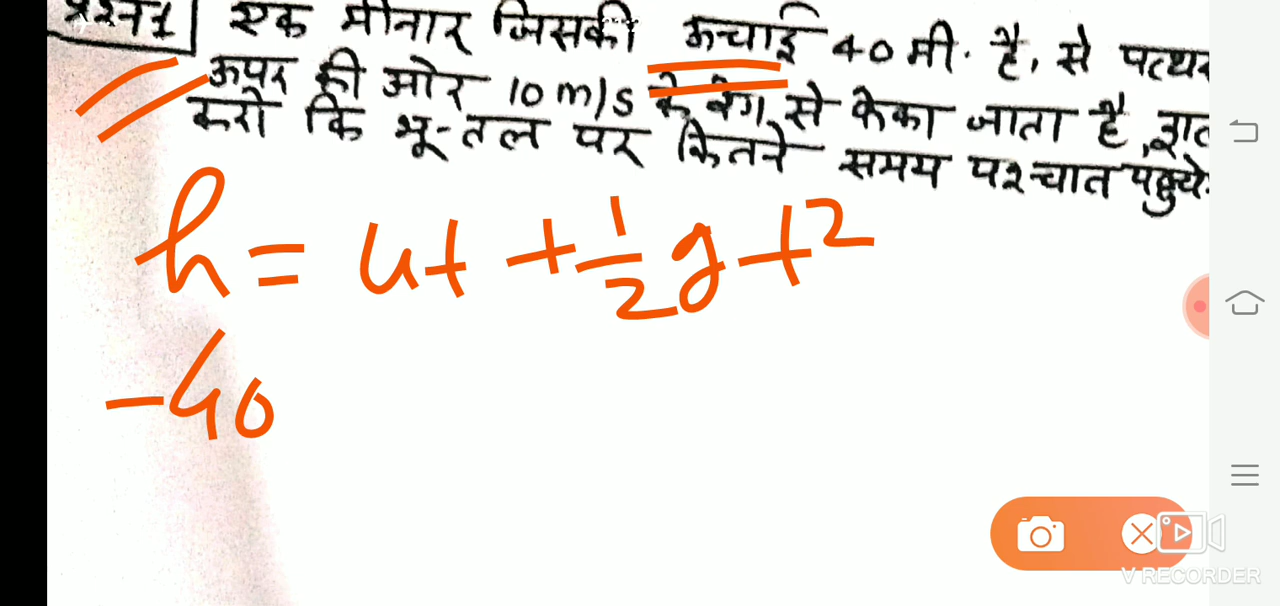 प्रश्न1 एक मीनार जिसकी ऊचाई 40 मी. है, से पत्थर
ऊपर की ओर 10 m/s के वेग से फेका जाता है, ज्ञात
करो कि भू-तल पर कितने समय पश्चात पहुचे
h = ut + 1/2 gt²
-40
V RECORDER